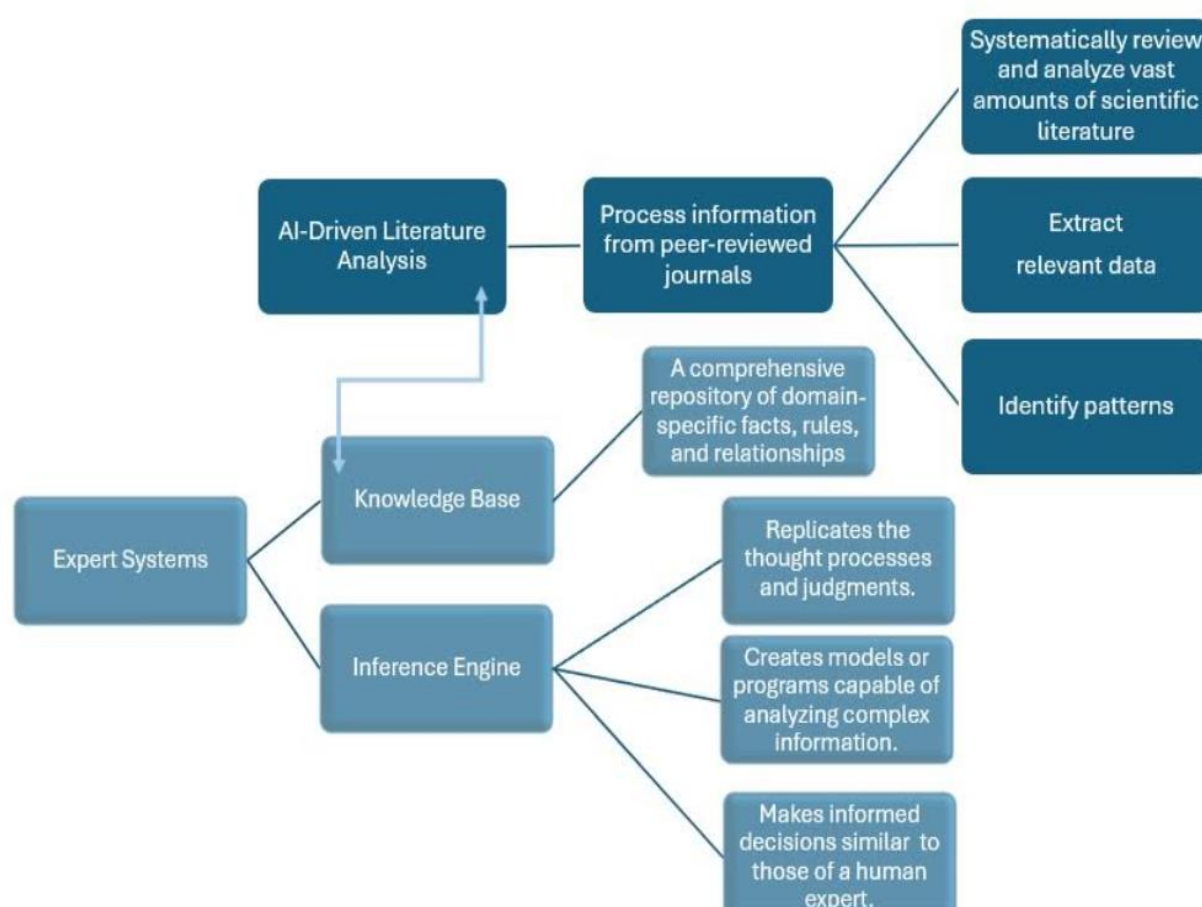 Systematically review
and analyze vast
amounts of scientific
literature
AI-Driven Literature
Analysis
Process information
from peer-reviewed
journals
Extract
relevant data
Identify patterns
A comprehensive
repository of domain-
specific facts, rules,
and relationships
Knowledge Base
Expert Systems
Inference Engine
Replicates the
thought processes
and judgments.
Creates models or
programs capable of
analyzing complex
information.
Makes informed
decisions similar to
those of a human
expert.